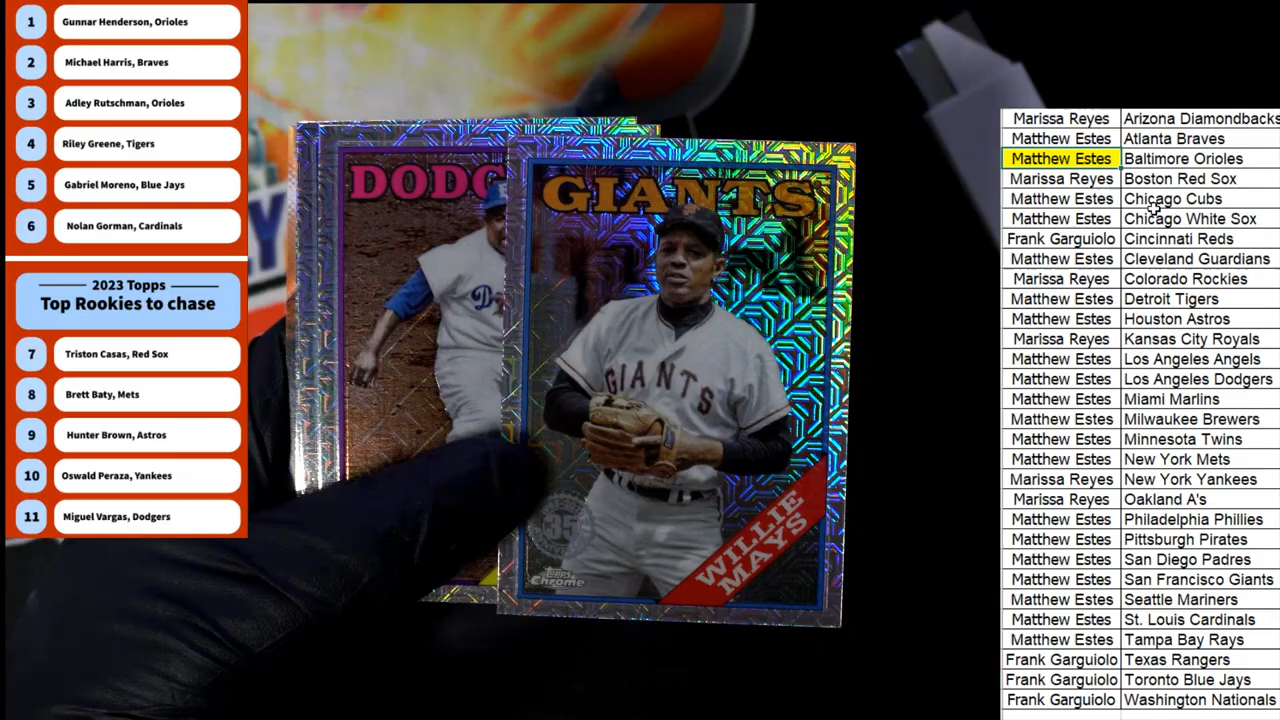 1 Gunnar Henderson, Orioles
2 Michael Harris, Braves
3 Adley Rutschman, Orioles
4 Riley Greene, Tigers
5 Gabriel Moreno, Blue Jays
6 Nolan Gorman, Cardinals
2023 Topps
Top Rookies to chase
7 Triston Casas, Red Sox
8 Brett Baty, Mets
9 Hunter Brown, Astros
10 Oswald Peraza, Yankees
11 Miguel Vargas, Dodgers
DODG
GIANTS
GIANTS
35
Topps
Chrome
WILLIE
MAYS
Marissa Reyes Arizona Diamondbacks
Matthew Estes Atlanta Braves
Matthew Estes Baltimore Orioles
Marissa Reyes Boston Red Sox
Matthew Estes Chicago Cubs
Matthew Estes Chicago White Sox
Frank Garguiolo Cincinnati Reds
Matthew Estes Cleveland Guardians
Marissa Reyes Colorado Rockies
Matthew Estes Detroit Tigers
Matthew Estes Houston Astros
Marissa Reyes Kansas City Royals
Matthew Estes Los Angeles Angels
Matthew Estes Los Angeles Dodgers
Matthew Estes Miami Marlins
Matthew Estes Milwaukee Brewers
Matthew Estes Minnesota Twins
Matthew Estes New York Mets
Marissa Reyes New York Yankees
Marissa Reyes Oakland A's
Matthew Estes Philadelphia Phillies
Matthew Estes Pittsburgh Pirates
Matthew Estes San Diego Padres
Matthew Estes San Francisco Giants
Matthew Estes Seattle Mariners
Matthew Estes St. Louis Cardinals
Matthew Estes Tampa Bay Rays
Frank Garguiolo Texas Rangers
Frank Garguiolo Toronto Blue Jays
Frank Garguiolo Washington Nationals